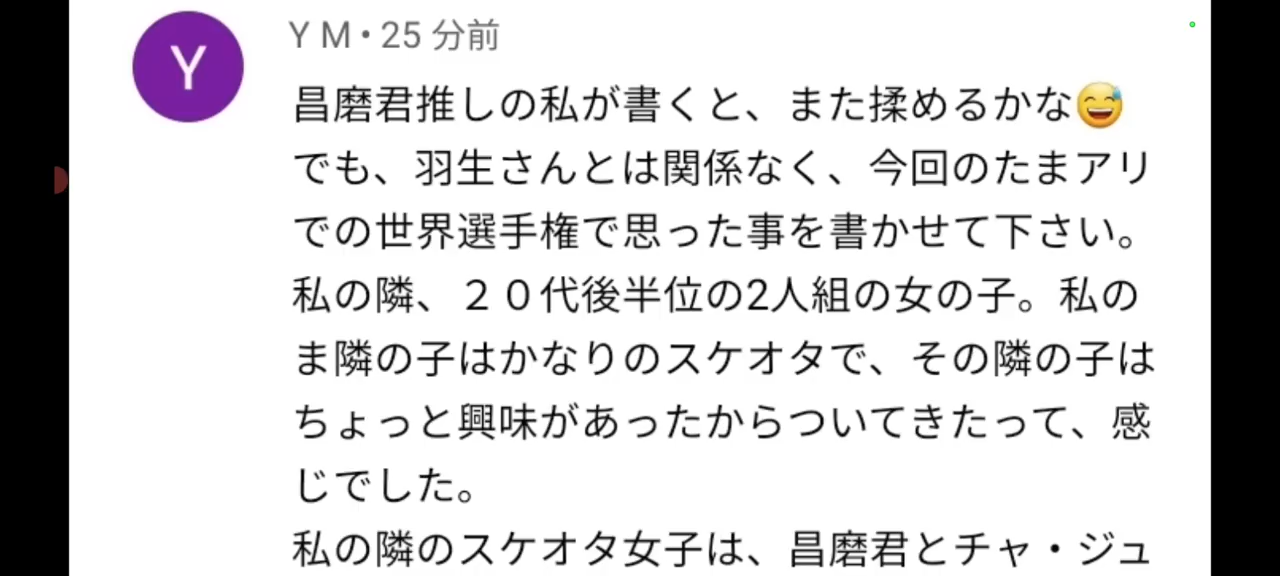 Y
Y M • 25 分前
昌磨君推しの私が書くと、また揉めるかな😅
でも、羽生さんとは関係なく、今回のたまアリ
での世界選手権で思った事を書かせて下さい。
私の隣、２０代後半位の2人組の女の子。私の
ま隣の子はかなりのスケオタで、その隣の子は
ちょっと興味があったからついてきたって、感
じでした。
私の隣のスケオタ女子は、昌磨君とチャ・ジュ